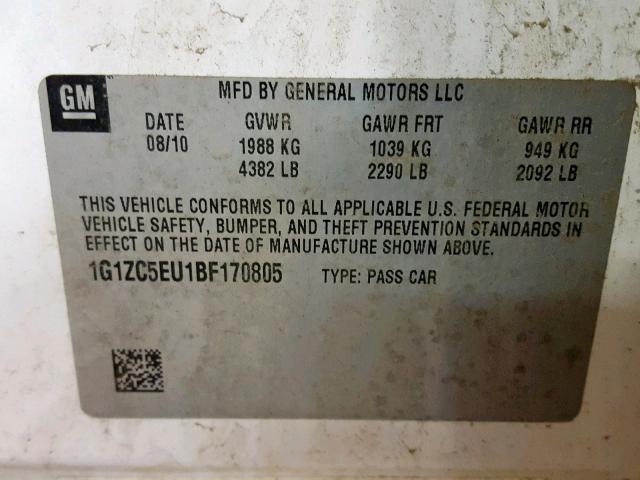 GM
MFD BY GENERAL MOTORS LLC
DATE GVWR GAWR FRT GAWR RR
08/10 1988 KG 1039 KG 949 KG
4382 LB 2290 LB 2092 LB
THIS VEHICLE CONFORMS TO ALL APPLICABLE U.S. FEDERAL MOTOR
VEHICLE SAFETY, BUMPER, AND THEFT PREVENTION STANDARDS IN
EFFECT ON THE DATE OF MANUFACTURE SHOWN ABOVE.
1G1ZC5EU1BF170805 TYPE: PASS CAR